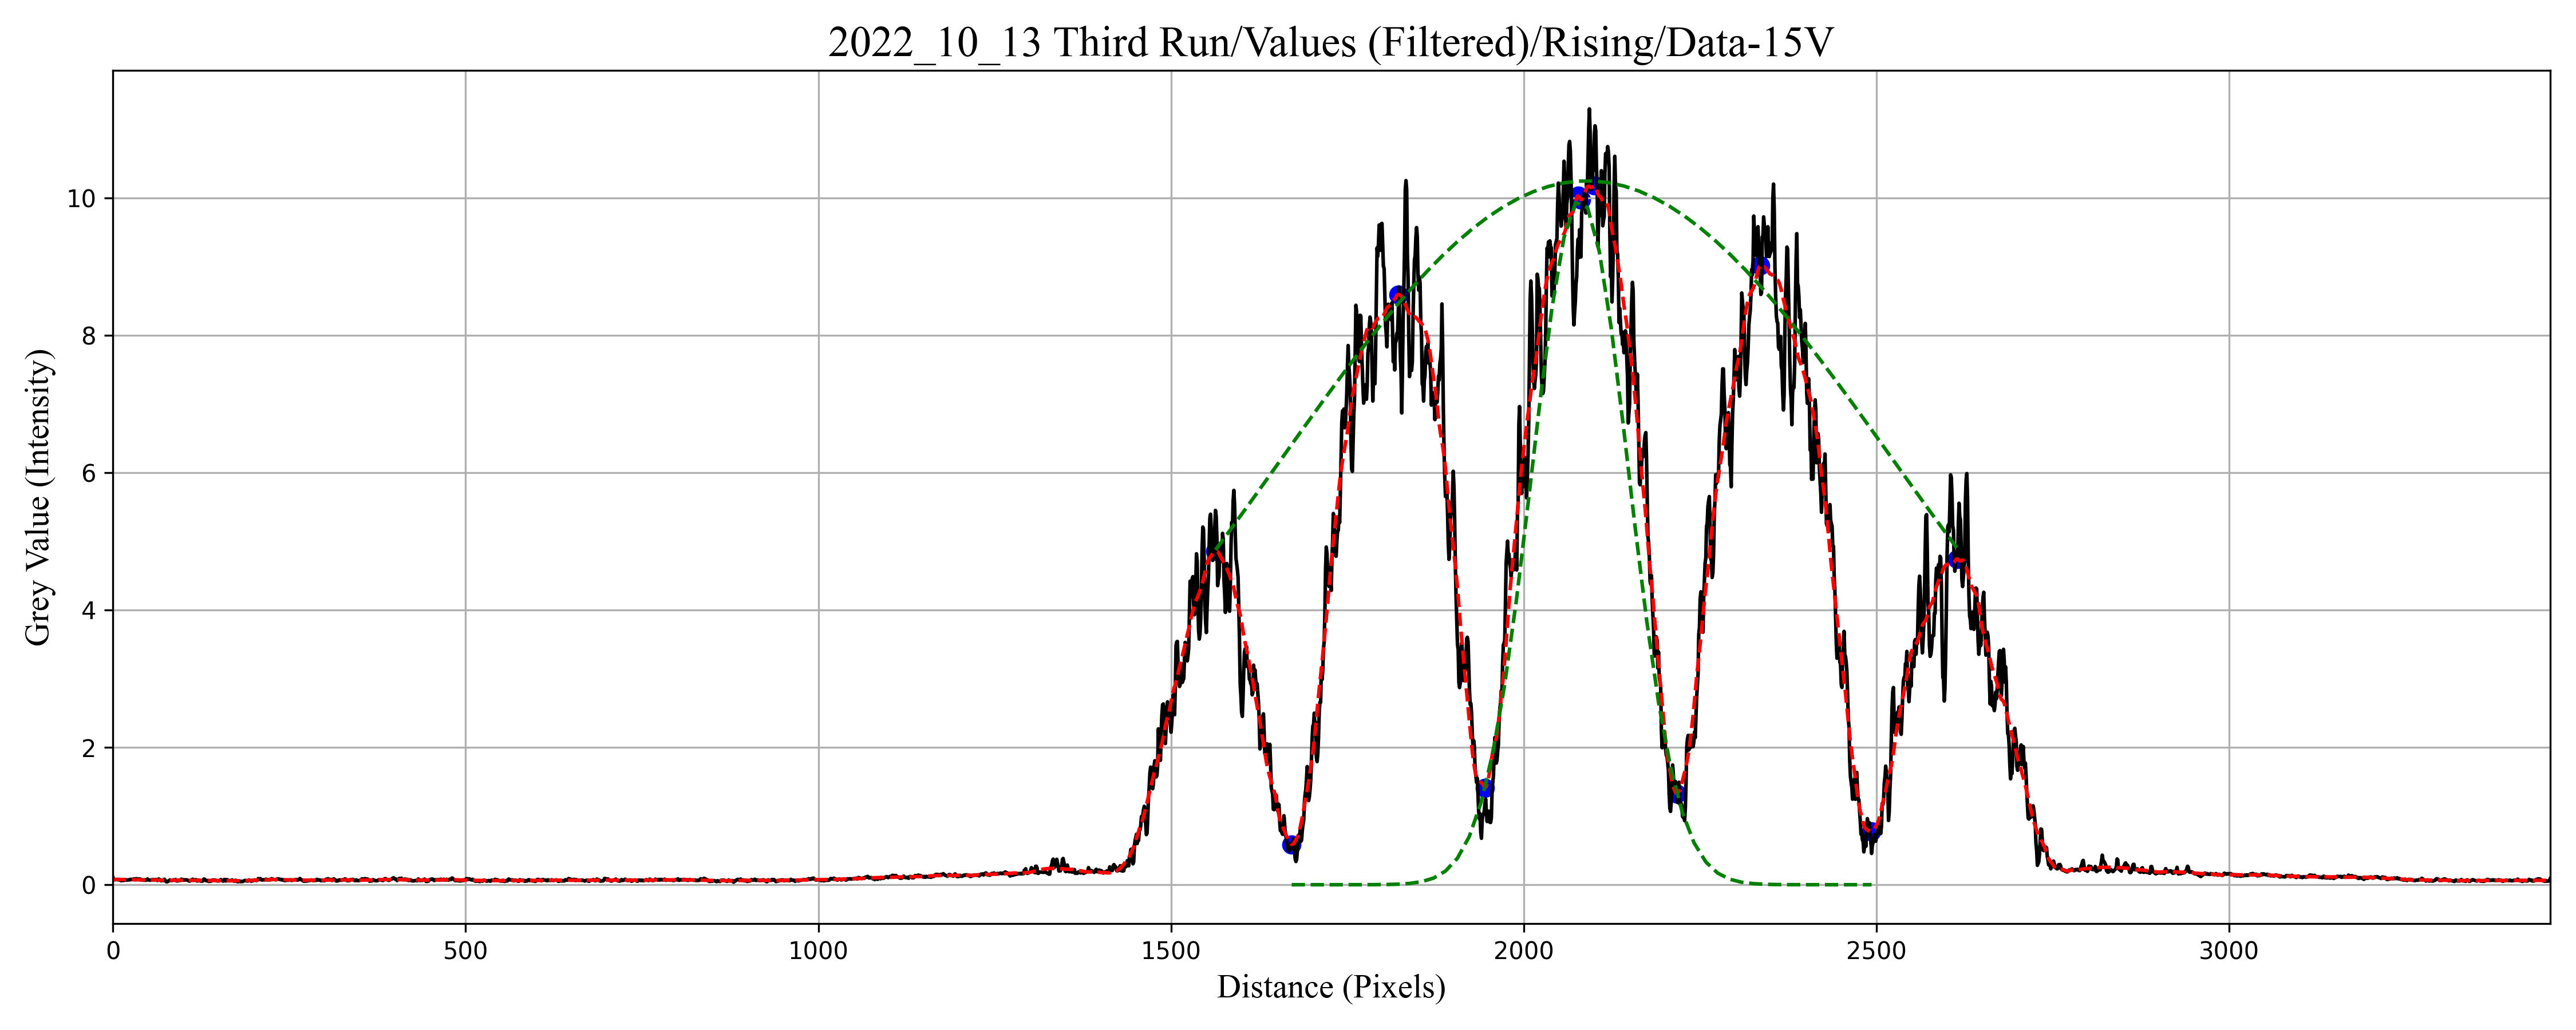 2022_10_13 Third Run/Values (Filtered)/Rising/Data-15V
Grey Value (Intensity)
10
8
6
4
2
0
0 500 1000 1500 2000 2500 3000
Distance (Pixels)